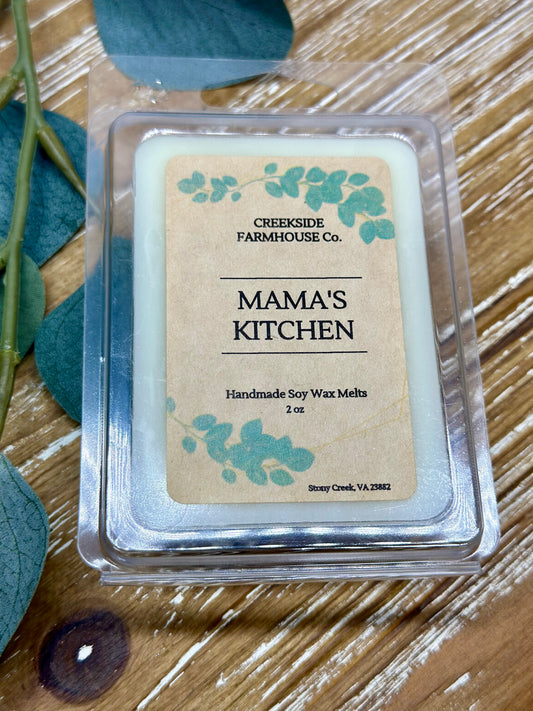 CREEKSIDE
FARMHOUSE Co.
MAMA'S
KITCHEN
Handmade Soy Wax Melts
2 oz
Stony Creek, VA 23882